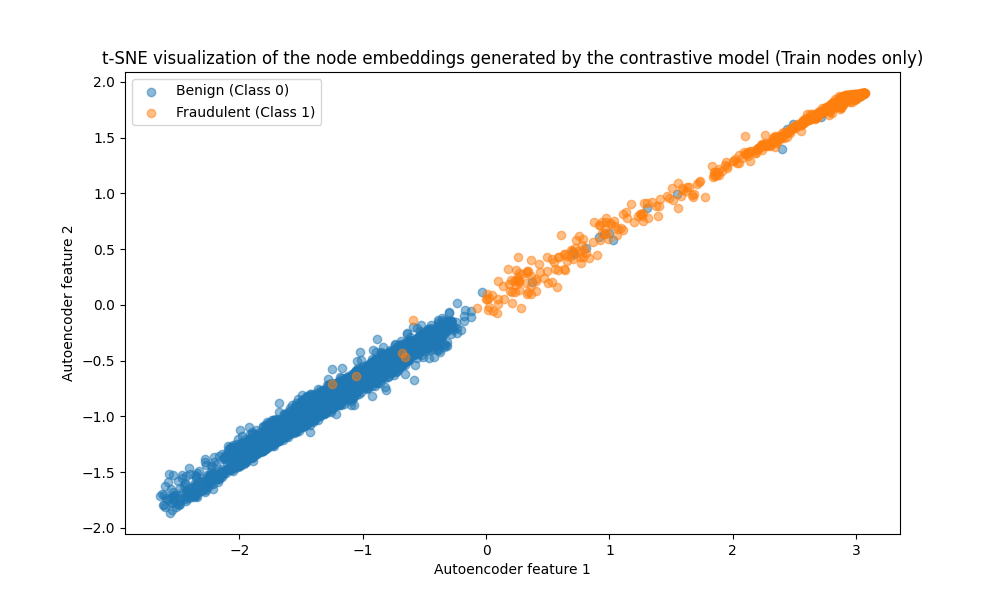 t-SNE visualization of the node embeddings generated by the contrastive model (Train nodes only)
Benign (Class 0)
Fraudulent (Class 1)
2.0
1.5
1.0
0.5
0.0
−0.5
−1.0
−1.5
−2.0
Autoencoder feature 2
−2 −1 0 1 2 3
Autoencoder feature 1